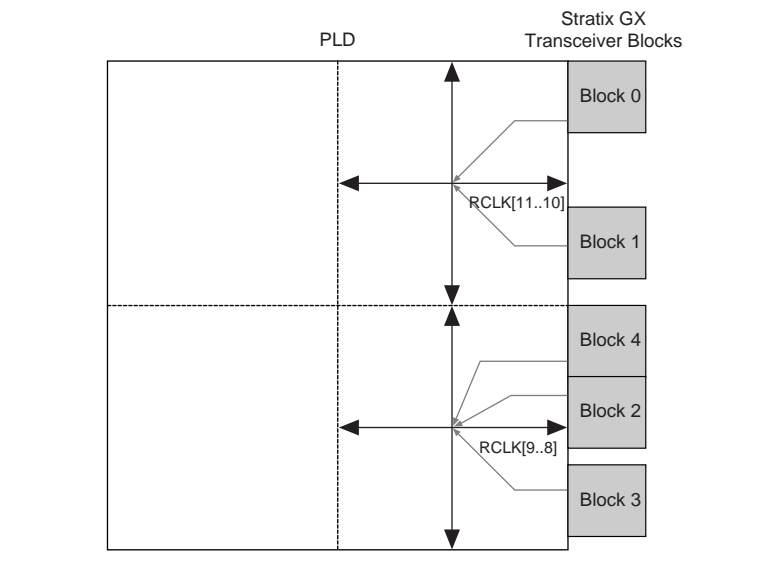 Stratix GX
PLD
Transceiver Blocks
Block 0
RCLK[11..10]
Block 1
Block 4
Block 2
RCLK[9..8]
Block 3